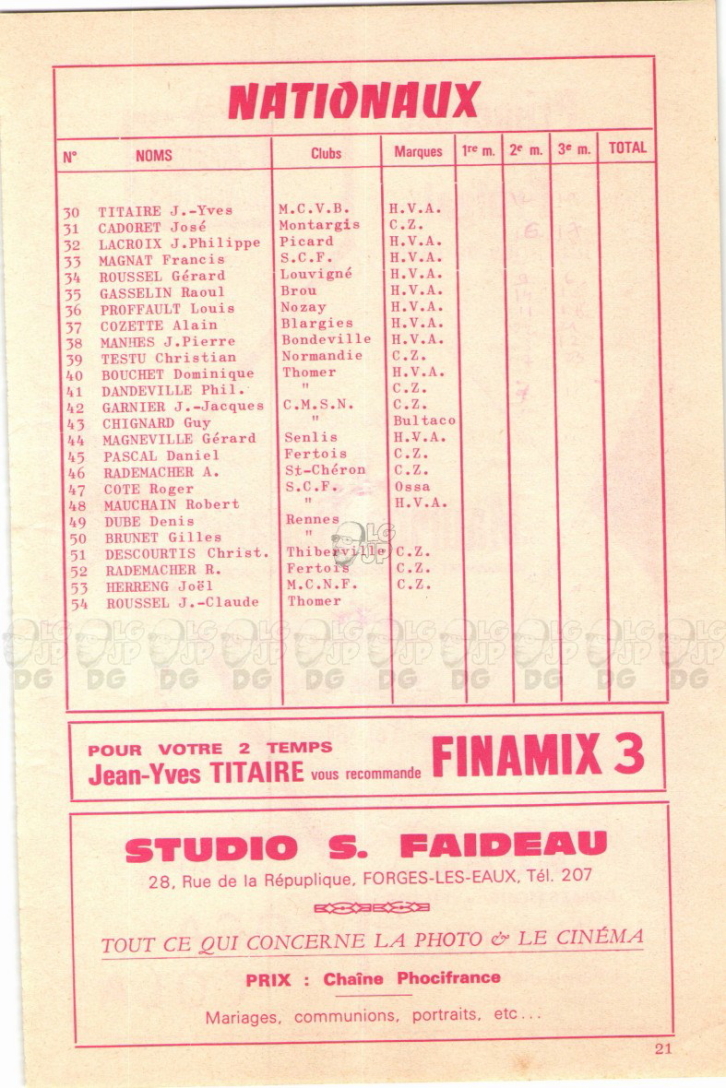 NATIONAUX
N° NOMS Clubs Marques 1re m. 2e m. 3e m. TOTAL
30 TITAIRE J.-Yves M.C.V.B. H.V.A.
31 CADORET José Montargis C.Z.
32 LACROIX J.Philippe Picard H.V.A.
33 MAGNAT Francis S.C.F. H.V.A.
34 ROUSSEL Gérard Louvigné H.V.A.
35 GASSELIN Raoul Brou H.V.A.
36 PROFFAULT Louis Nozay H.V.A.
37 COZETTE Alain Blargies H.V.A.
38 MANHES J.Pierre Bondeville H.V.A.
39 TESTU Christian Normandie C.Z.
40 BOUCHET Dominique Thomer H.V.A.
41 DANDEVILLE Phil. " C.Z.
42 GARNIER J.-Jacques C.M.S.N. C.Z.
43 CHIGNARD Guy " Bultaco
44 MAGNEVILLE Gérard Senlis H.V.A.
45 PASCAL Daniel Fertois C.Z.
46 RADEMACHER A. St-Chéron C.Z.
47 COTE Roger S.C.F. Ossa
48 MAUCHAIN Robert " H.V.A.
49 DUBE Denis Rennes
50 BRUNET Gilles "
51 DESCOURTIS Christ. Thiberville C.Z.
52 RADEMACHER R. Fertois C.Z.
53 HERRENG Joël M.C.N.F. C.Z.
54 ROUSSEL J.-Claude Thomer
POUR VOTRE 2 TEMPS
Jean-Yves TITAIRE vous recommande FINAMIX 3
STUDIO S. FAIDEAU
28, Rue de la Répuplique, FORGES-LES-EAUX, Tél. 207
TOUT CE QUI CONCERNE LA PHOTO & LE CINÉMA
PRIX : Chaîne Phocifrance
Mariages, communions, portraits, etc...
21
LG JP DG